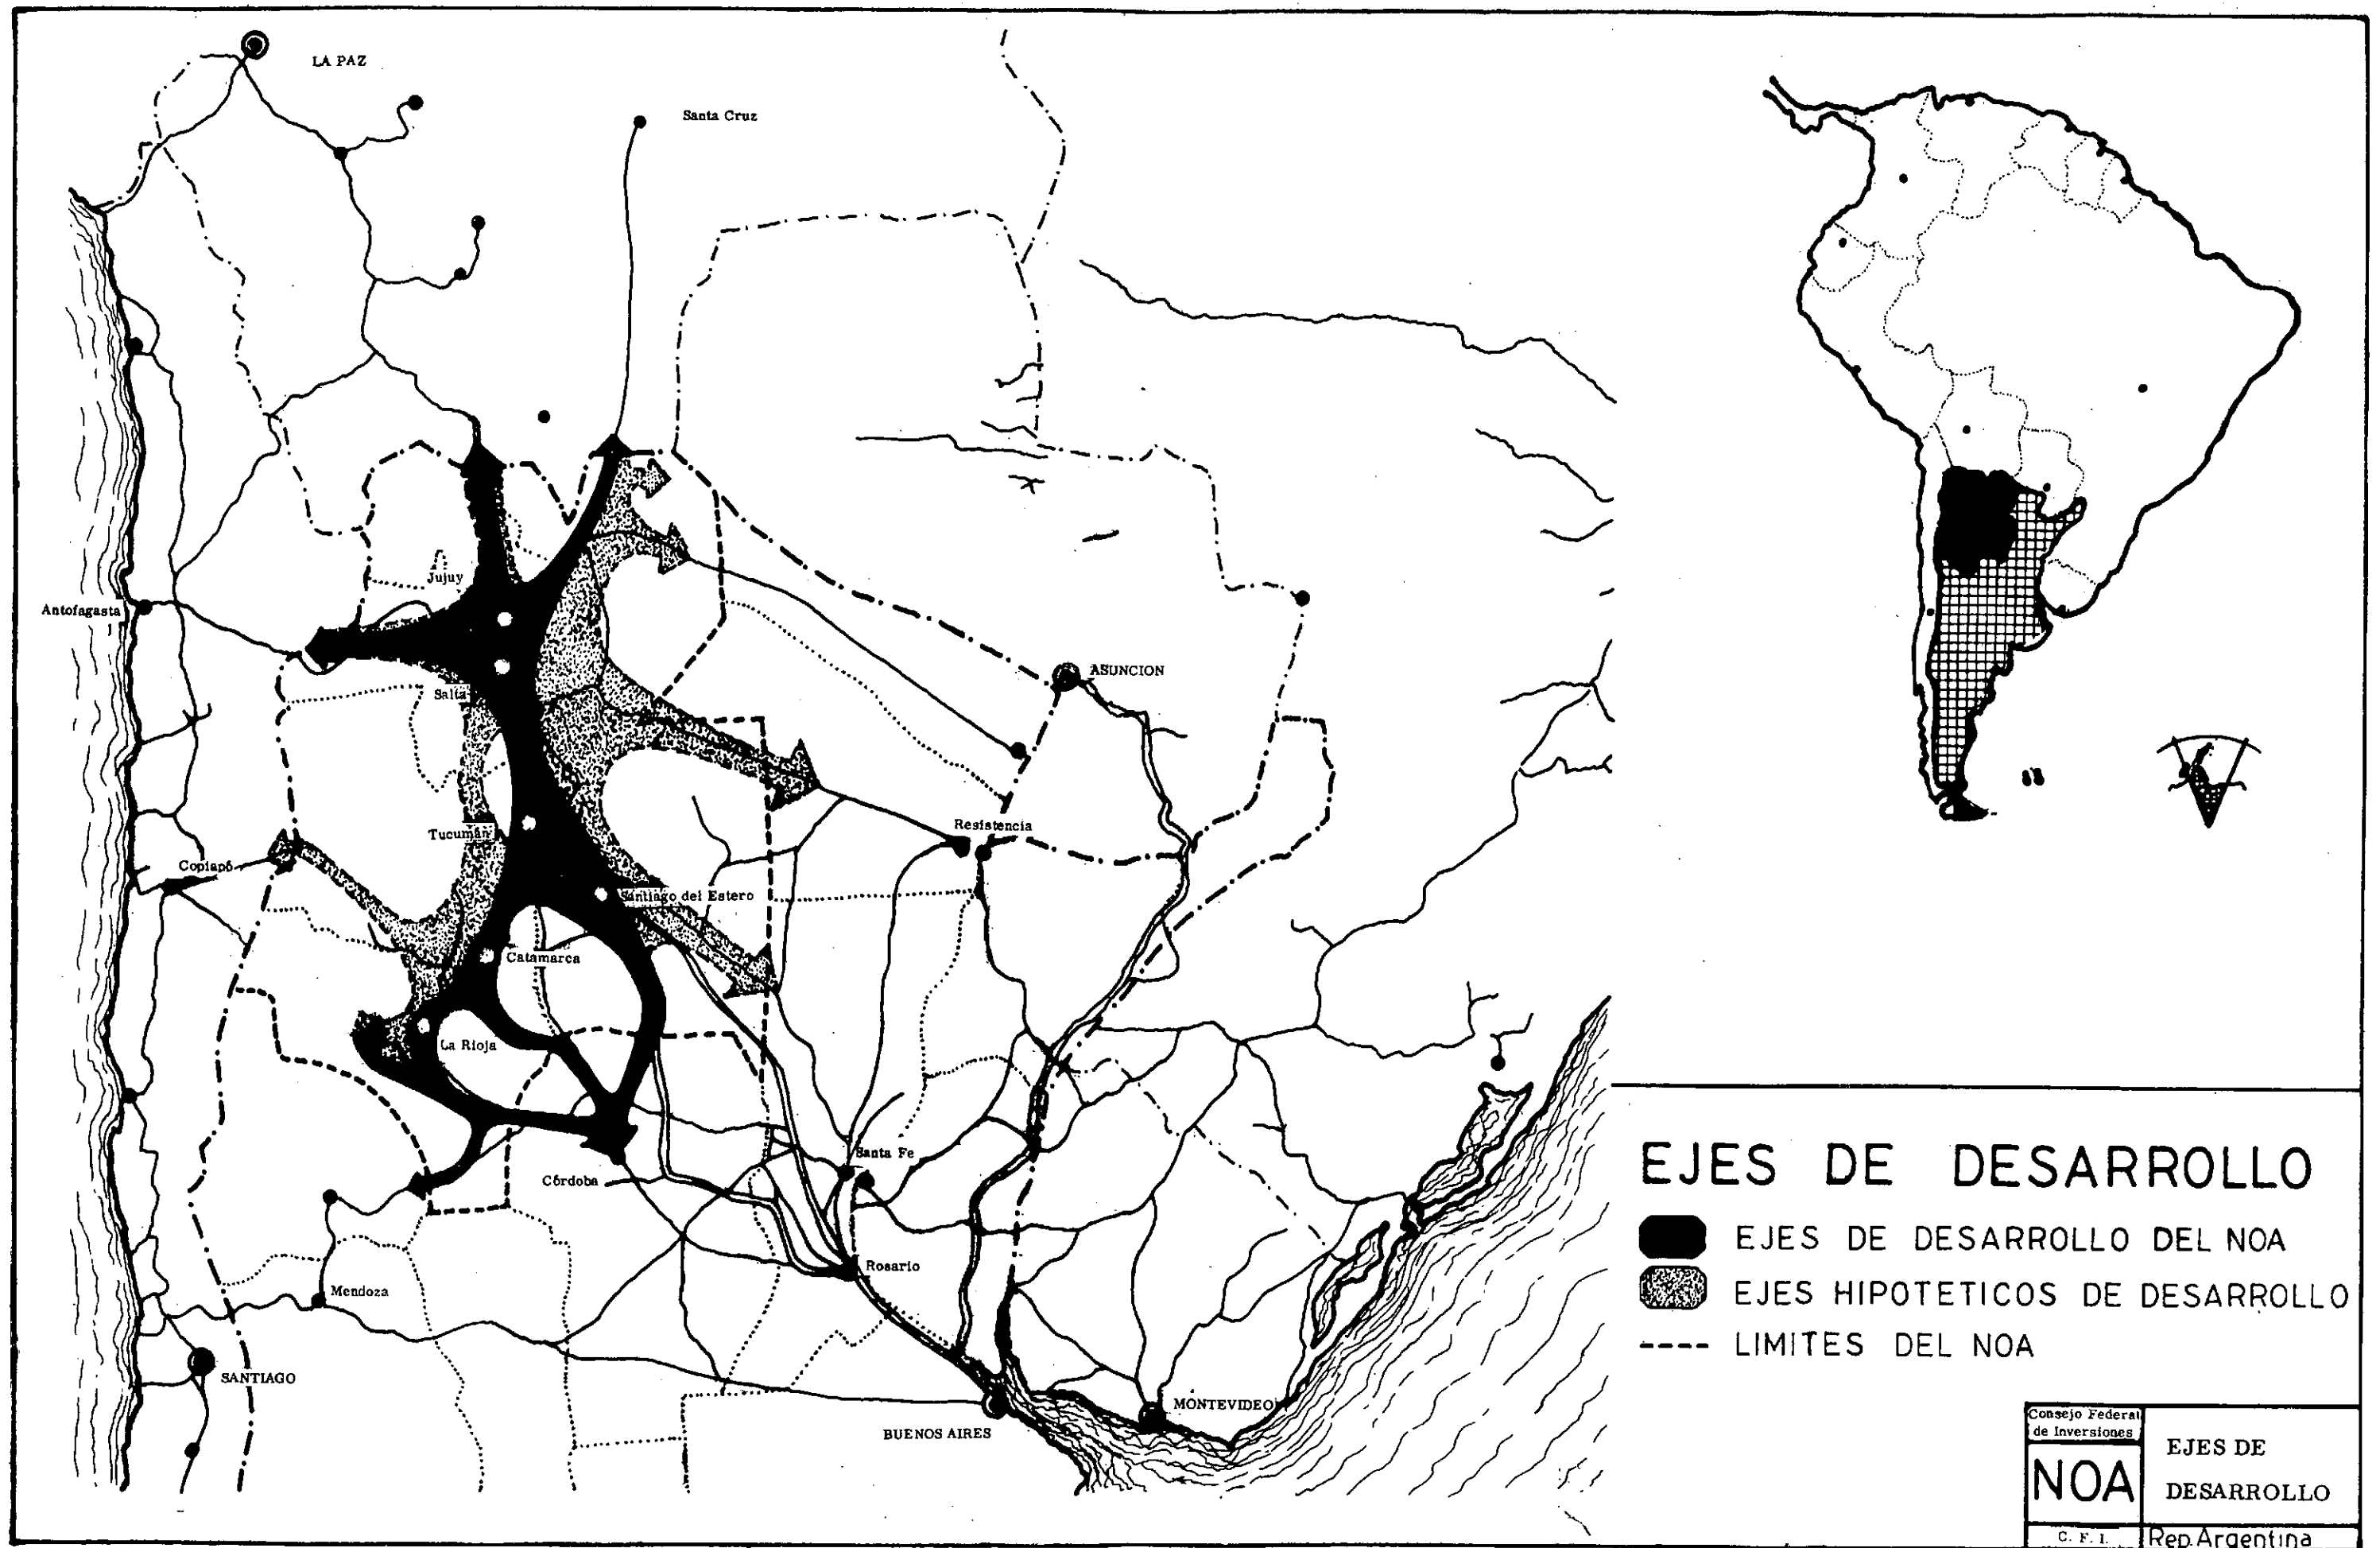 LA PAZ
Santa Cruz
Jujuy
Antofagasta
ASUNCION
Salta
Tucumán
Resistencia
Copiapó
Santiago del Estero
Catamarca
La Rioja
Santa Fe
Córdoba
Rosario
Mendoza
SANTIAGO
MONTEVIDEO
BUENOS AIRES
EJES DE DESARROLLO
EJES DE DESARROLLO DEL NOA
EJES HIPOTETICOS DE DESARROLLO
LIMITES DEL NOA
Consejo Federal
de Inversiones
NOA
C. F. I.
EJES DE
DESARROLLO
Rep. Argentina